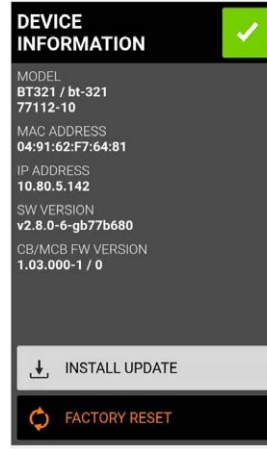 DEVICE
INFORMATION
MODEL
BT321 / bt-321
77112-10
MAC ADDRESS
04:91:62:F7:64:81
IP ADDRESS
10.80.5.142
SW VERSION
v2.8.0-6-gb77b680
CB/MCB FW VERSION
1.03.000-1 / 0
INSTALL UPDATE
FACTORY RESET